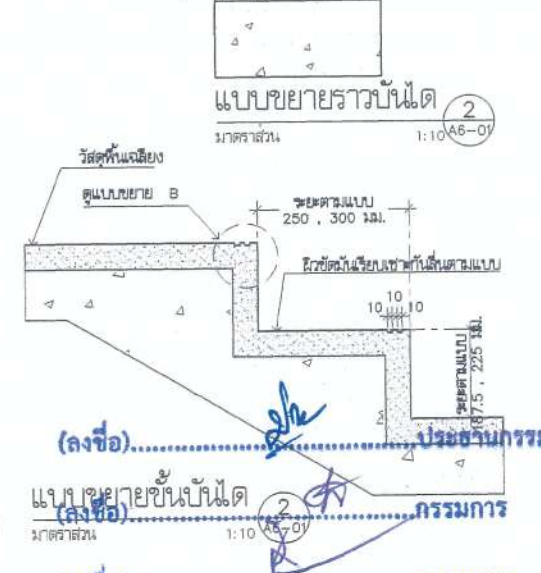 แบบขยายราวบันได
2
A6-01
มาตราส่วน 1:10
วัสดุพื้นเฉลียง
ดูแบบขยาย B
ระยะตามแบบ
250 , 300 มม.
ผิวขัดมันเรียบเซาะกันลื่นตามแบบ
10
10 10
ระยะตามแบบ
187.5 , 225 มม.
(ลงชื่อ)
ประธานกรรม
แบบขยายขั้นบันได
2
A6-01
(ลงชื่อ)
กรรมการ
มาตราส่วน 1:10